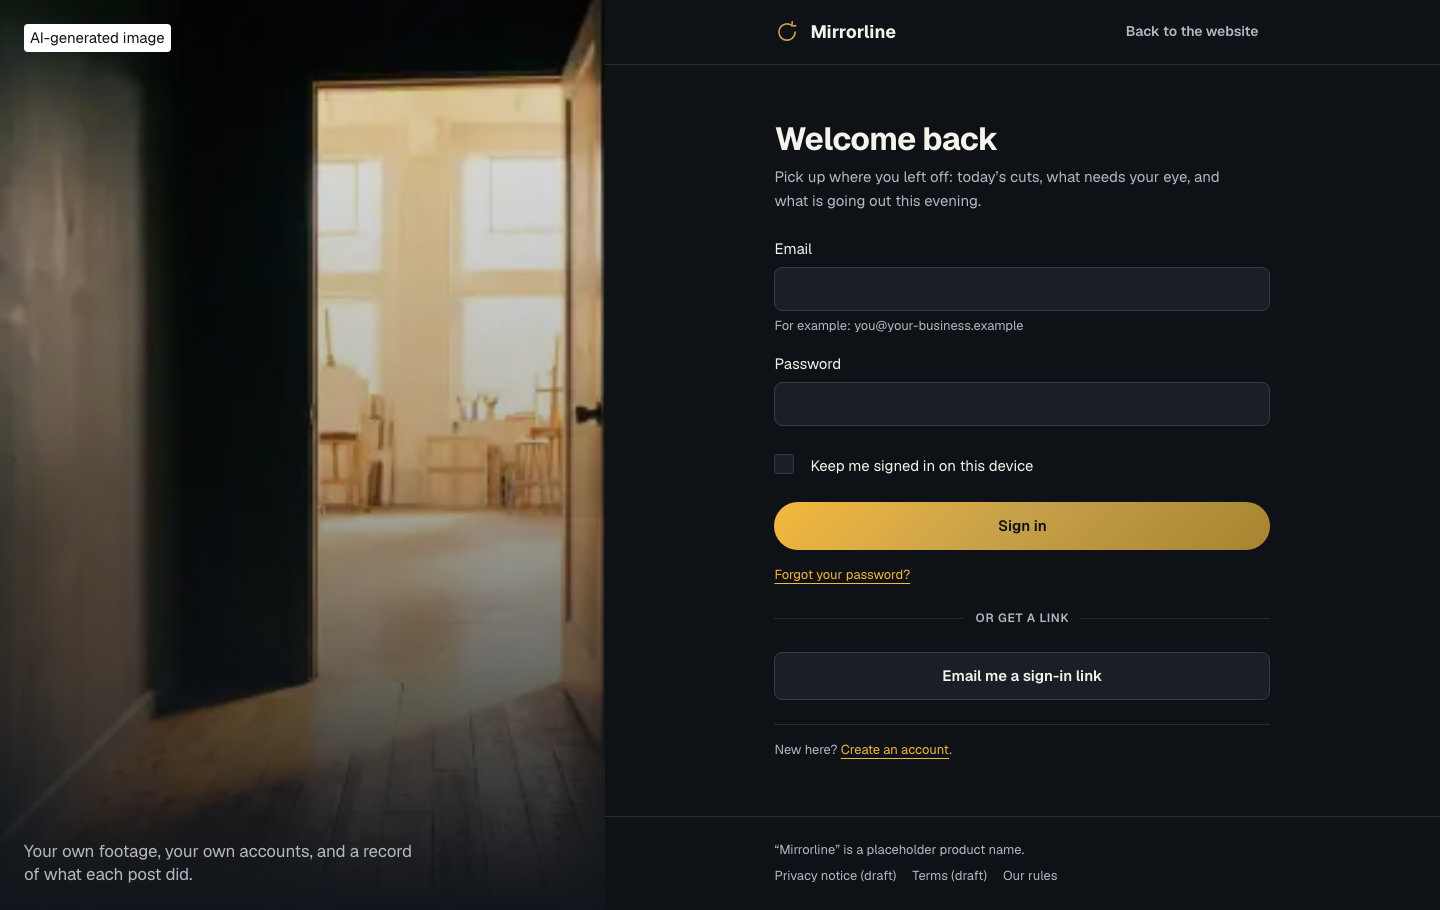 AI-generated image
Mirrorline
Back to the website
Welcome back
Pick up where you left off: today’s cuts, what needs your eye, and
what is going out this evening.
Email
For example: you@your-business.example
Password
Keep me signed in on this device
Sign in
Forgot your password?
OR GET A LINK
Email me a sign-in link
New here? Create an account.
Your own footage, your own accounts, and a record
of what each post did.
“Mirrorline” is a placeholder product name.
Privacy notice (draft) Terms (draft) Our rules